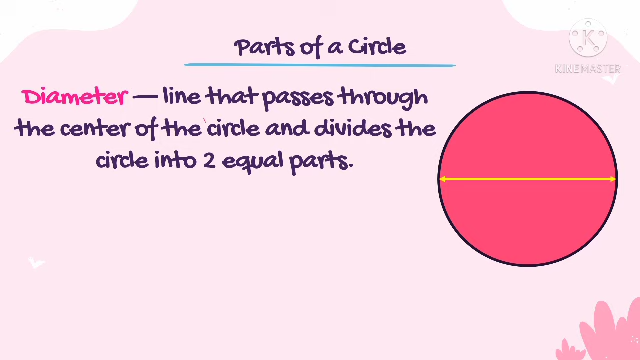 Parts of a Circle
KINEMASTER
Diameter — line that passes through
the center of the circle and divides the
circle into 2 equal parts.